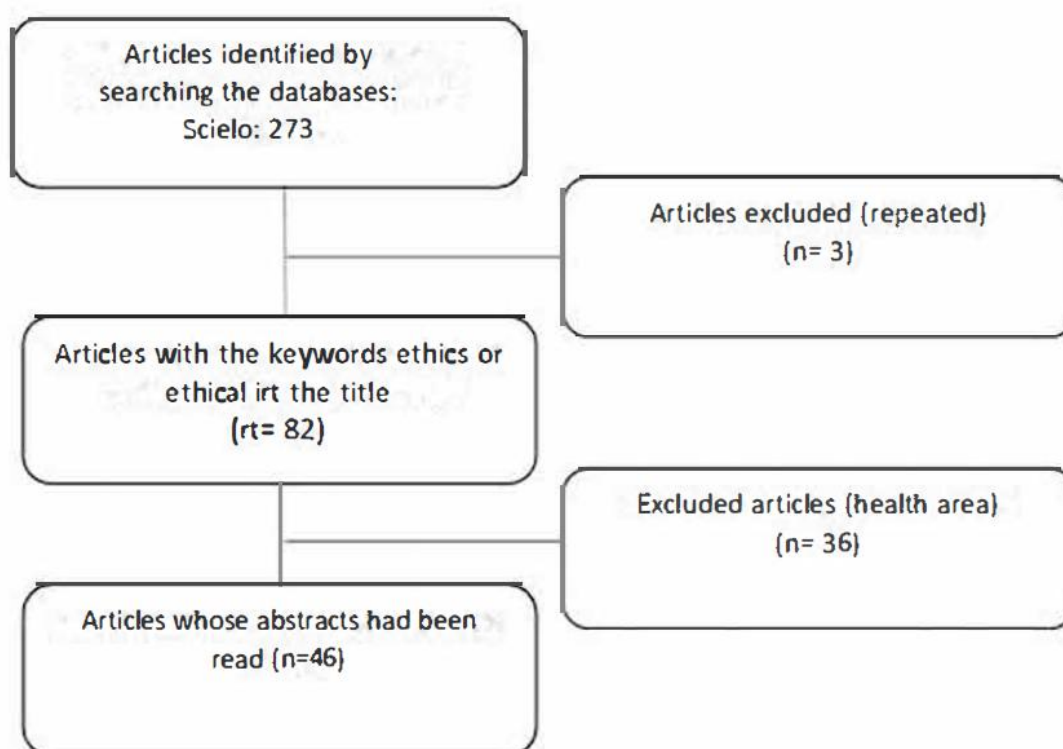 Articles identified by
searching the databases:
Scielo: 273
Articles excluded (repeated)
(n= 3)
Articles with the keywords ethics or
ethical irt the title
(rt= 82)
Excluded articles (health area)
(n= 36)
Articles whose abstracts had been
read (n=46)